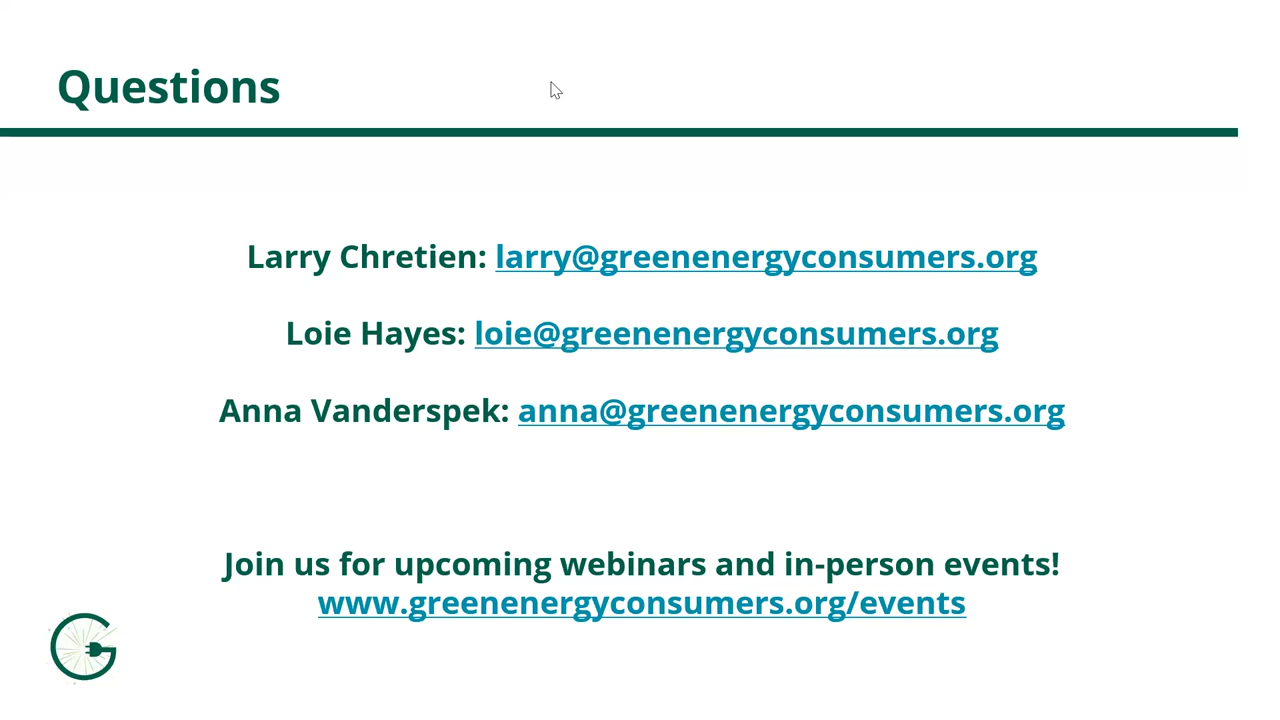 Questions
Larry Chretien: larry@greenenergyconsumers.org
Loie Hayes: loie@greenenergyconsumers.org
Anna Vanderspek: anna@greenenergyconsumers.org
Join us for upcoming webinars and in-person events!
www.greenenergyconsumers.org/events